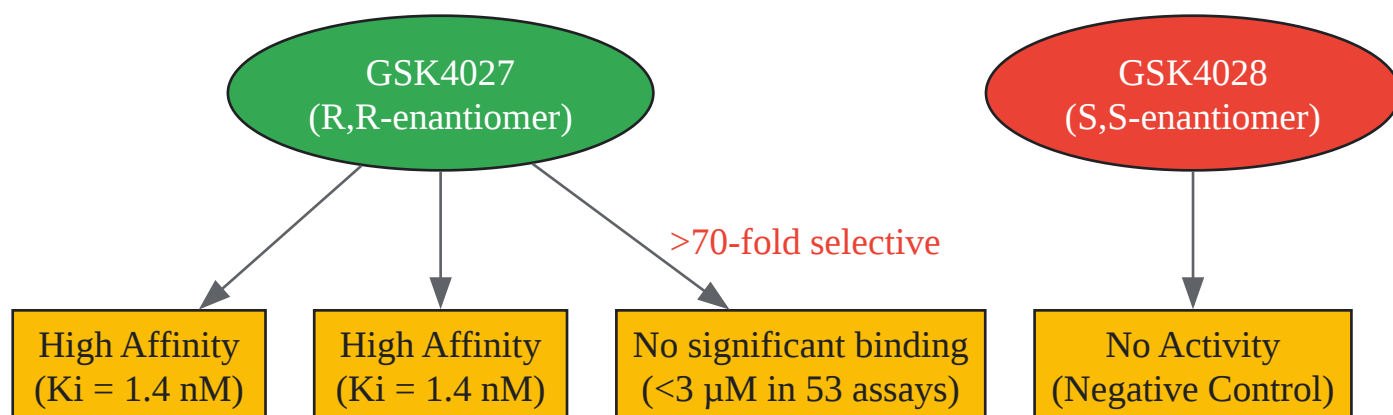 GSK4027
(R,R-enantiomer)
GSK4028
(S,S-enantiomer)
>70-fold selective
High Affinity
(Ki = 1.4 nM)
High Affinity
(Ki = 1.4 nM)
No significant binding
(<3 µM in 53 assays)
No Activity
(Negative Control)